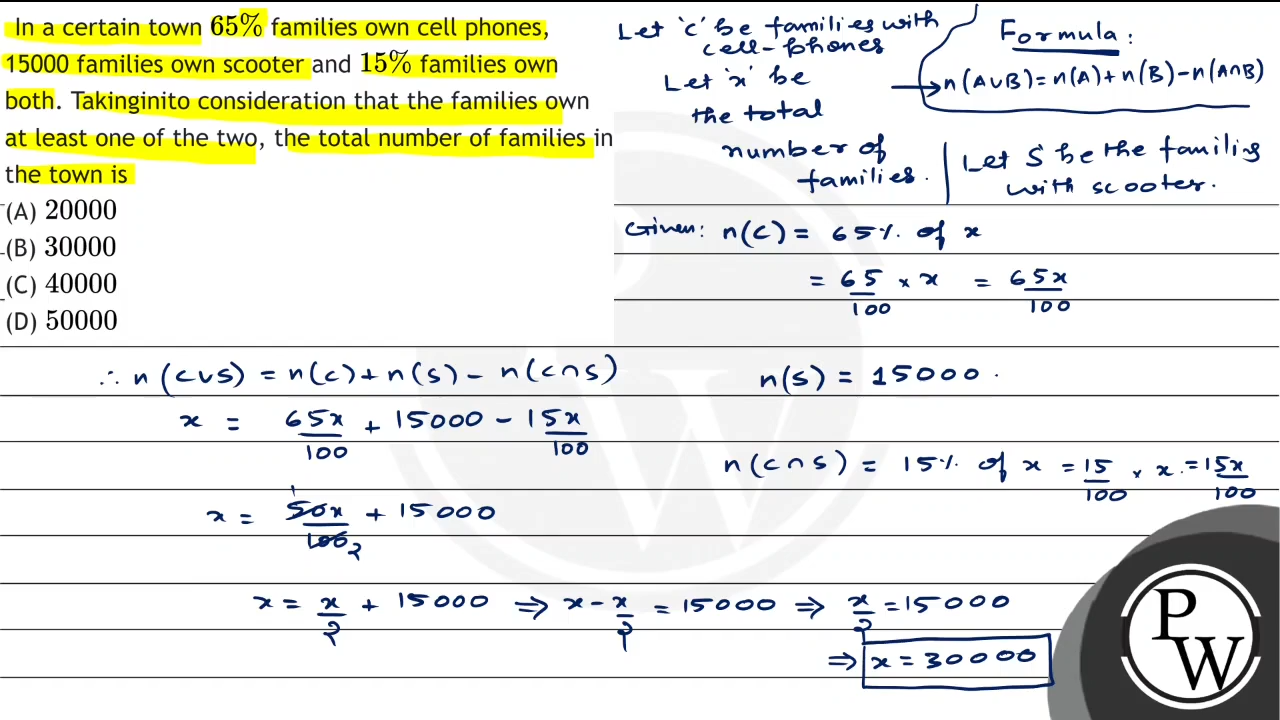 In a certain town 65% families own cell phones,
15000 families own scooter and 15% families own
both. Takinginito consideration that the families own
at least one of the two, the total number of families in
the town is
(A) 20000
(B) 30000
(C) 40000
(D) 50000
Let 'c' be families with
cell-phones
Let 'x' be
the total
number of
families.
Formula:
→ n(A∪B) = n(A) + n(B) - n(A∩B)
Let S be the families
with scooter.
Given: n(c) = 65% of x
= 65/100 × x = 65x/100
n(s) = 15000.
n(c∩s) = 15% of x = 15/100 × x = 15x/100
∴ n(c∪s) = n(c) + n(s) - n(c∩s)
x = 65x/100 + 15000 - 15x/100
x = 50x/100 + 15000
1
2
x = x/2 + 15000 ⇒ x - x/2 = 15000 ⇒ x/2 = 15000
⇒ x = 30000
P
W